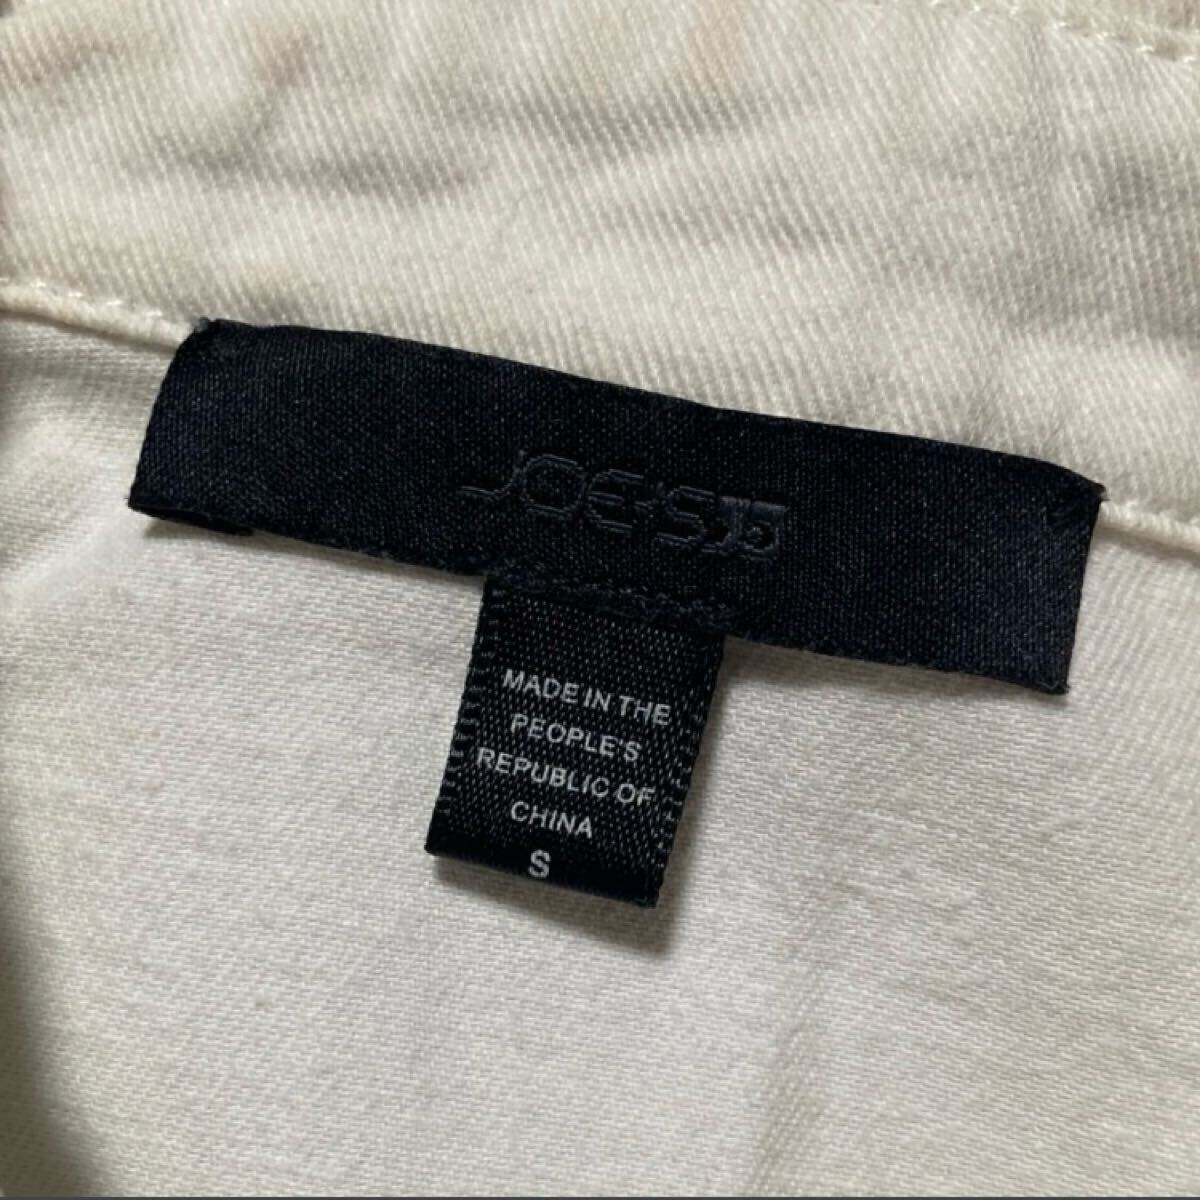 JOE'S
MADE IN THE
PEOPLE'S
REPUBLIC OF
CHINA
S